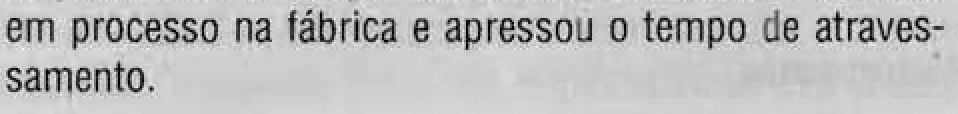 em processo na fábrica e apressou o tempo de atraves-
samento.